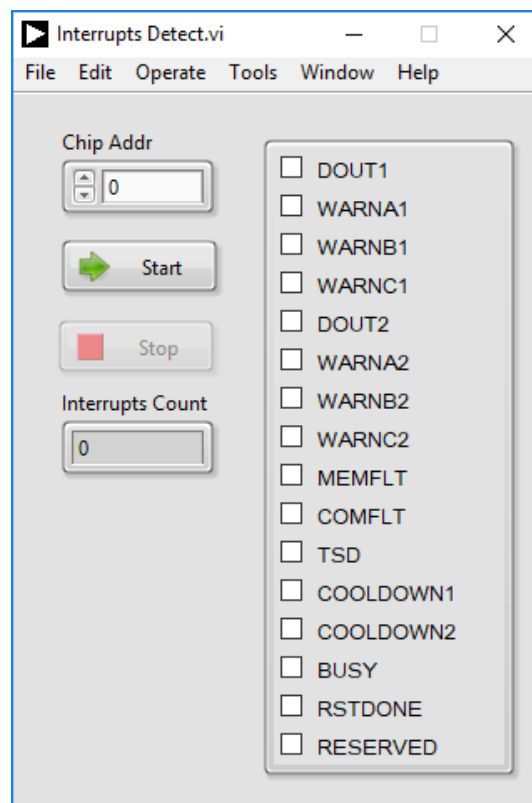 Interrupts Detect.vi
File Edit Operate Tools Window Help
Chip Addr
0
Start
Stop
Interrupts Count
0
DOUT1
WARNA1
WARNB1
WARNC1
DOUT2
WARNA2
WARNB2
WARNC2
MEMFLT
COMFLT
TSD
COOLDOWN1
COOLDOWN2
BUSY
RSTDONE
RESERVED